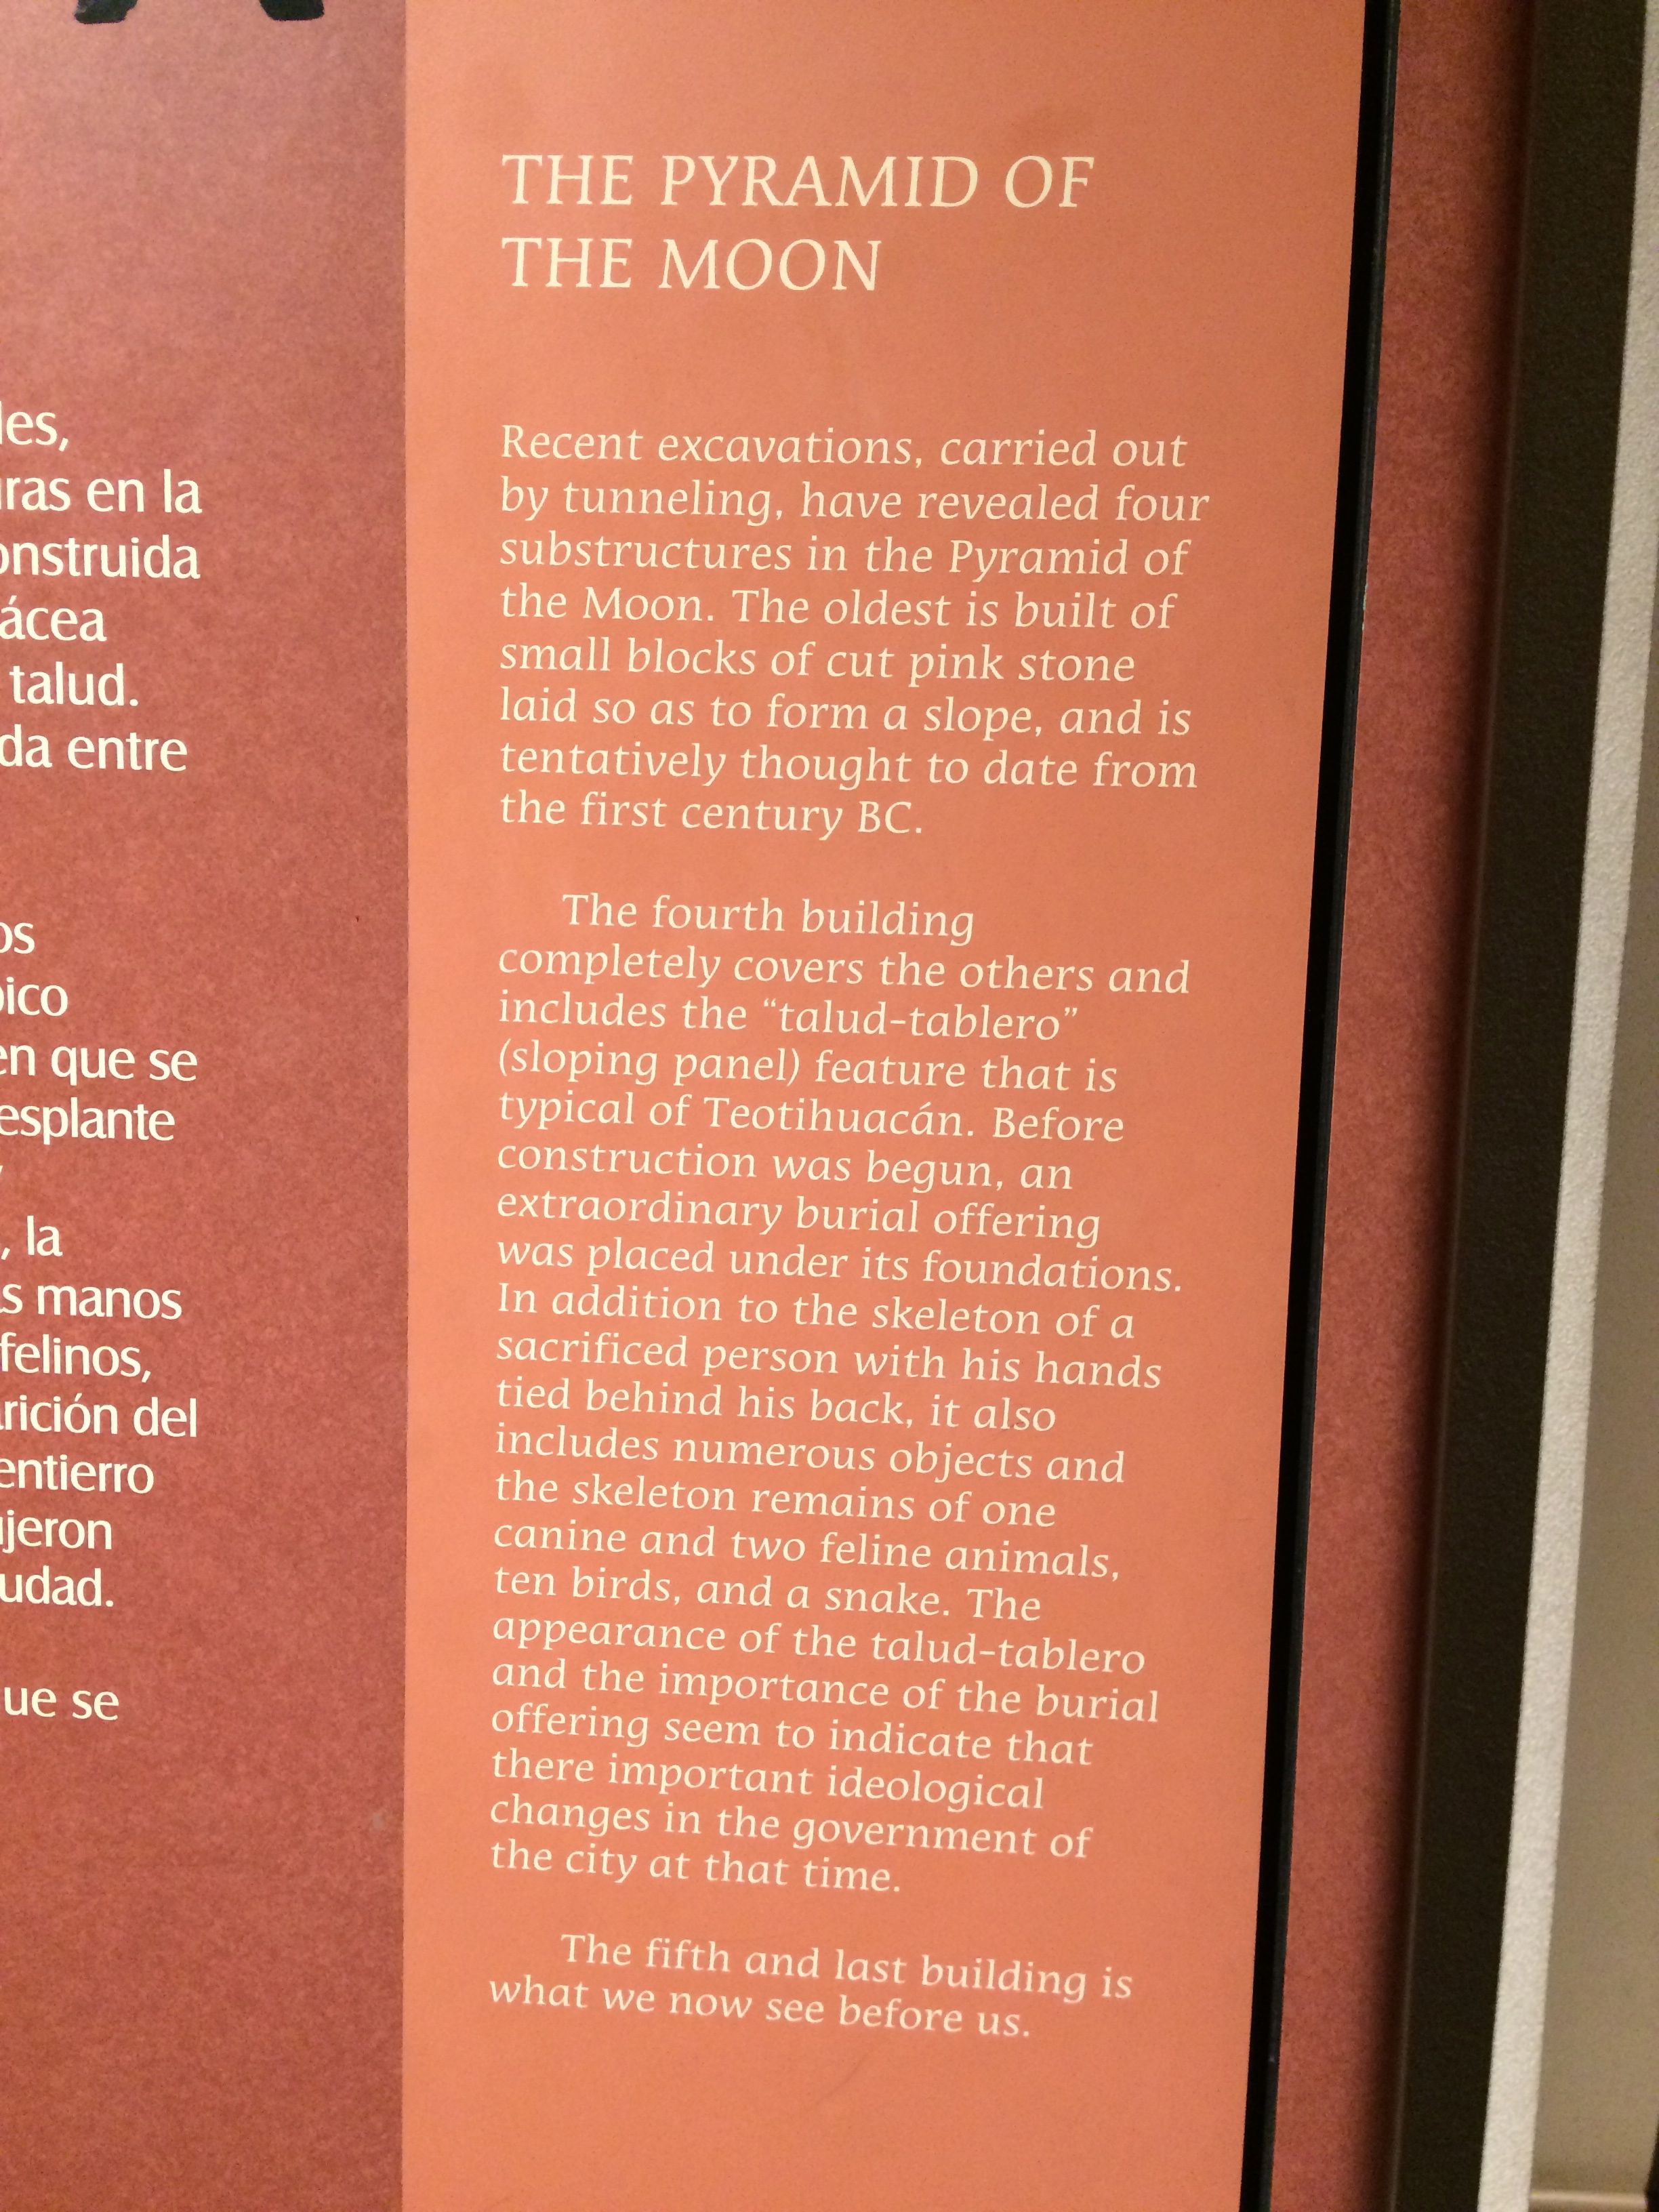 les,
ras en la
onstruida
ácea
talud.
da entre
os
pico
en que se
esplante
, la
s manos
felinos,
rición del
entierro
jeron
udad.
ue se
THE PYRAMID OF
THE MOON
Recent excavations, carried out
by tunneling, have revealed four
substructures in the Pyramid of
the Moon. The oldest is built of
small blocks of cut pink stone
laid so as to form a slope, and is
tentatively thought to date from
the first century BC.
The fourth building
completely covers the others and
includes the “talud-tablero”
(sloping panel) feature that is
typical of Teotihuacán. Before
construction was begun, an
extraordinary burial offering
was placed under its foundations.
In addition to the skeleton of a
sacrificed person with his hands
tied behind his back, it also
includes numerous objects and
the skeleton remains of one
canine and two feline animals,
ten birds, and a snake. The
appearance of the talud-tablero
and the importance of the burial
offering seem to indicate that
there important ideological
changes in the government of
the city at that time.
The fifth and last building is
what we now see before us.